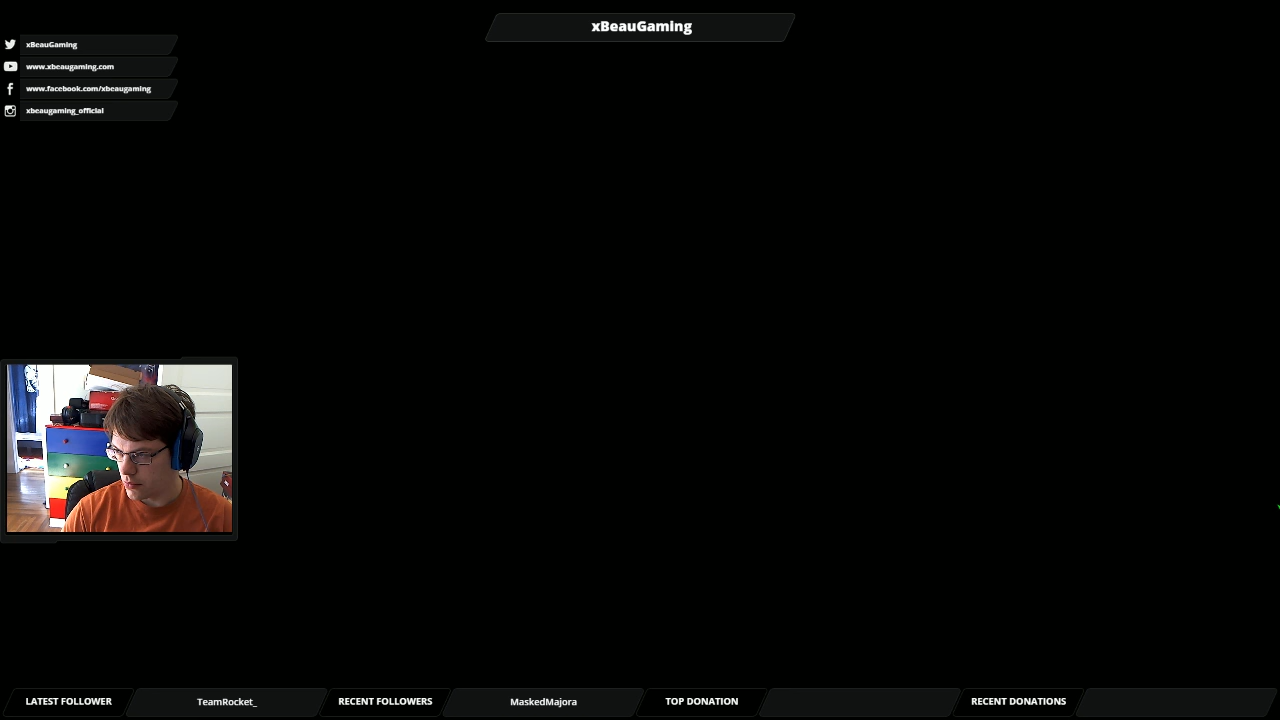 xBeauGaming
xBeauGaming
www.xbeaugaming.com
www.facebook.com/xbeaugaming
xbeaugaming_official
LATEST FOLLOWER
TeamRocket_
RECENT FOLLOWERS
MaskedMajora
TOP DONATION
RECENT DONATIONS